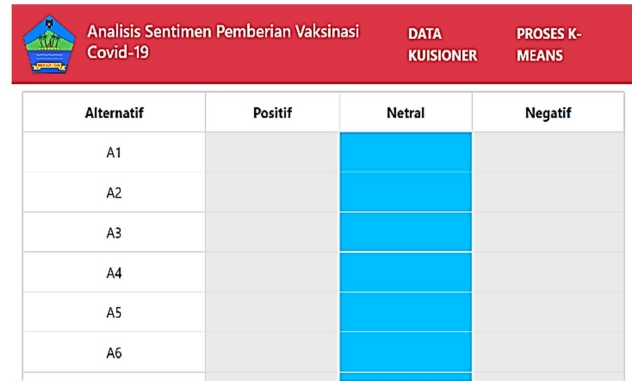 Analisis Sentimen Pemberian Vaksinasi
Covid-19
DATA
KUISIONER
PROSES K-
MEANS
Alternatif Positif Netral Negatif
A1
A2
A3
A4
A5
A6